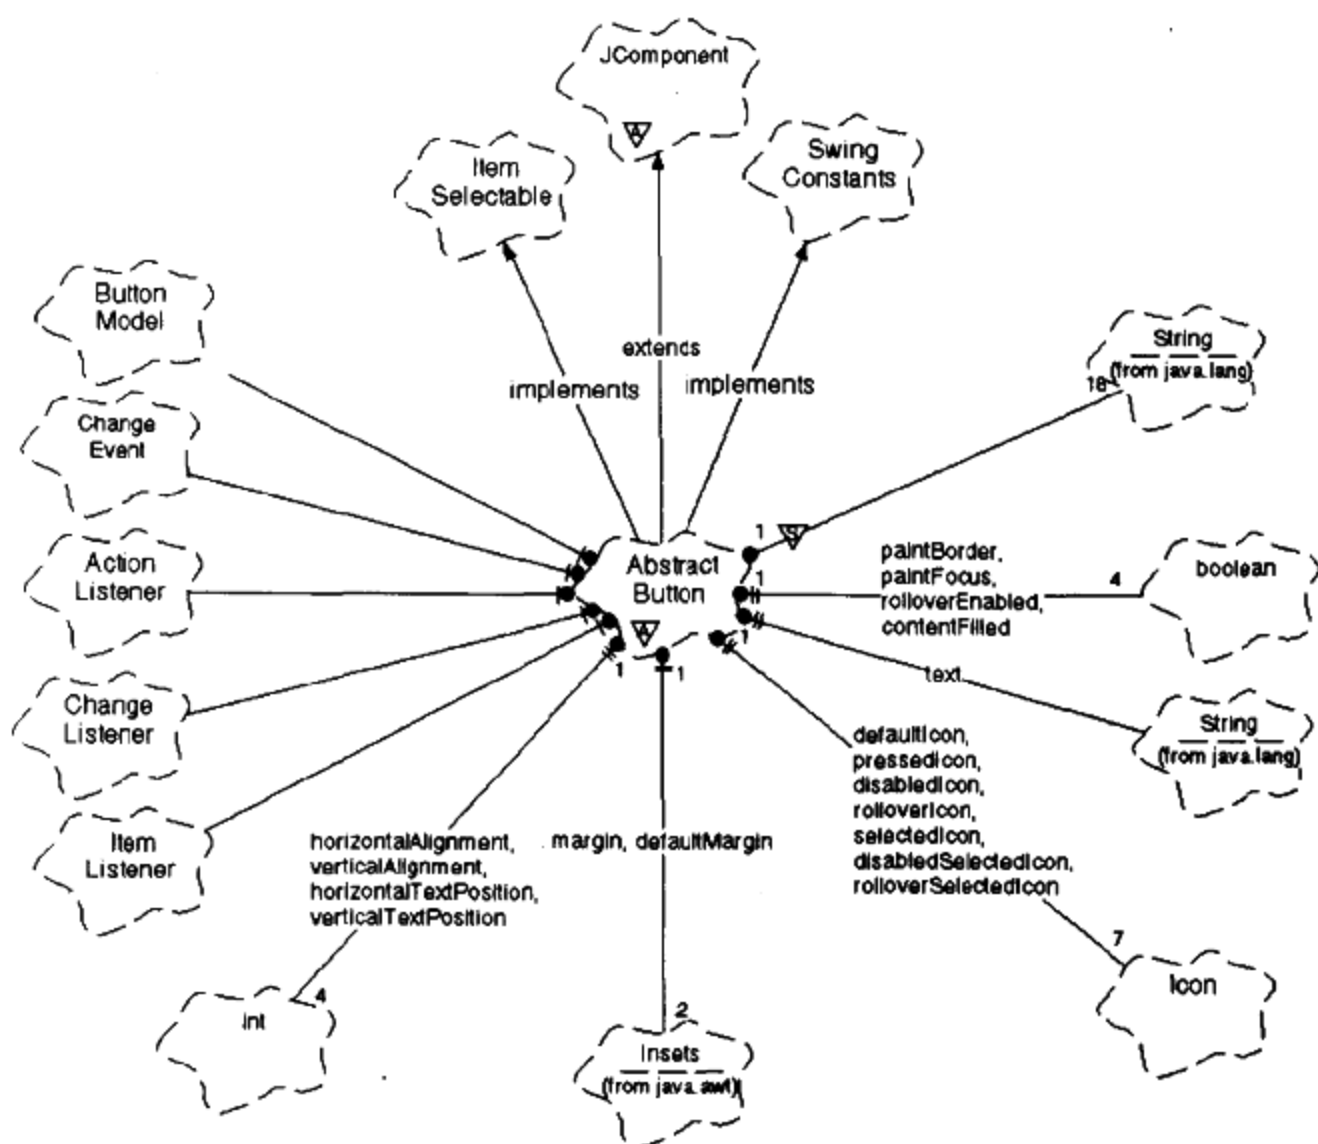 JComponent
A
Item
Selectable
Swing
Constants
Button
Model
extends
implements
implements
String
(from java.lang)
18
Change
Event
1
S
Action
Listener
Abstract
Button
A
1
paintBorder,
paintFocus,
rolloverEnabled,
contentFilled
4
boolean
1
1
1
text
Change
Listener
String
(from java.lang)
defaultIcon,
pressedIcon,
disabledIcon,
rolloverIcon,
selectedIcon,
disabledSelectedIcon,
rolloverSelectedIcon
Item
Listener
horizontalAlignment,
verticalAlignment,
horizontalTextPosition,
verticalTextPosition
margin, defaultMargin
7
Icon
4
int
2
Insets
(from java.awt)